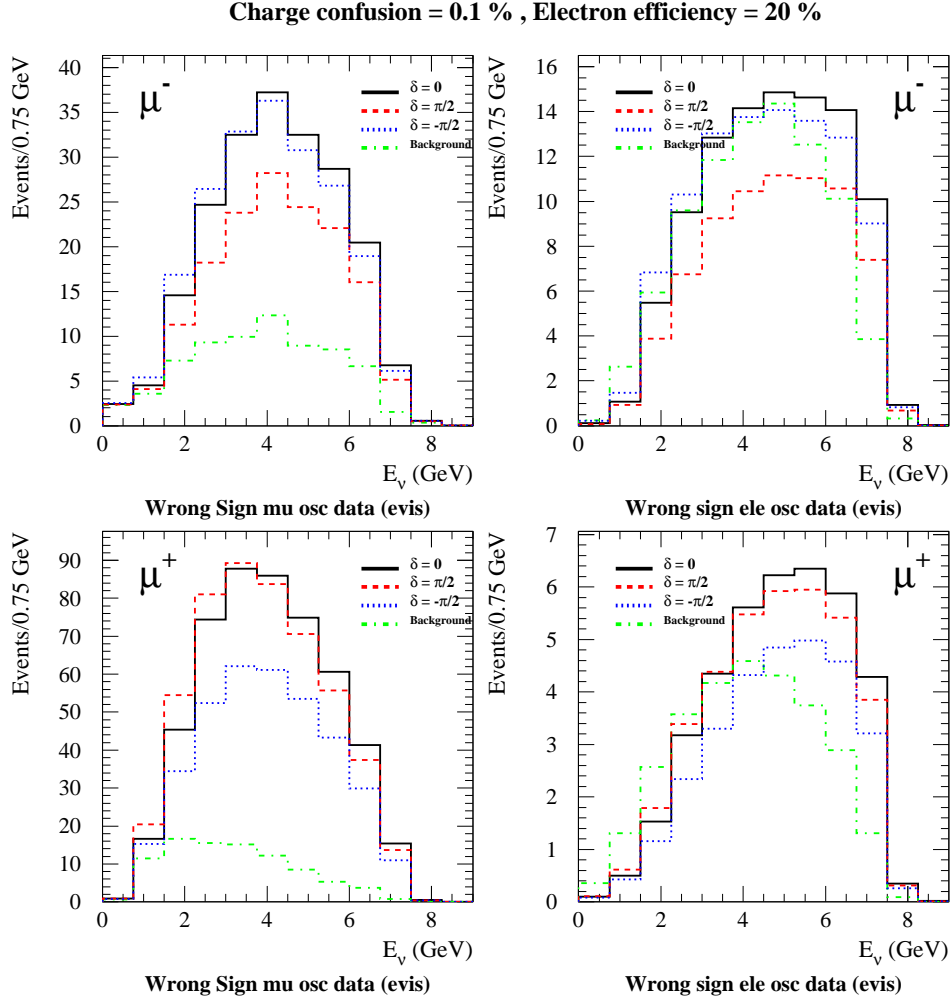 Charge confusion = 0.1 % , Electron efficiency = 20 %
Events/0.75 GeV
40
35
30
25
20
15
10
5
0
μ-
δ = 0
δ = π/2
δ = -π/2
Background
0 2 4 6 8
Eν (GeV)
Wrong Sign mu osc data (evis)
Events/0.75 GeV
16
14
12
10
8
6
4
2
0
μ-
δ = 0
δ = π/2
δ = -π/2
Background
0 2 4 6 8
Eν (GeV)
Wrong sign ele osc data (evis)
Events/0.75 GeV
90
80
70
60
50
40
30
20
10
0
μ+
δ = 0
δ = π/2
δ = -π/2
Background
0 2 4 6 8
Eν (GeV)
Wrong Sign mu osc data (evis)
Events/0.75 GeV
7
6
5
4
3
2
1
0
μ+
δ = 0
δ = π/2
δ = -π/2
Background
0 2 4 6 8
Eν (GeV)
Wrong sign ele osc data (evis)